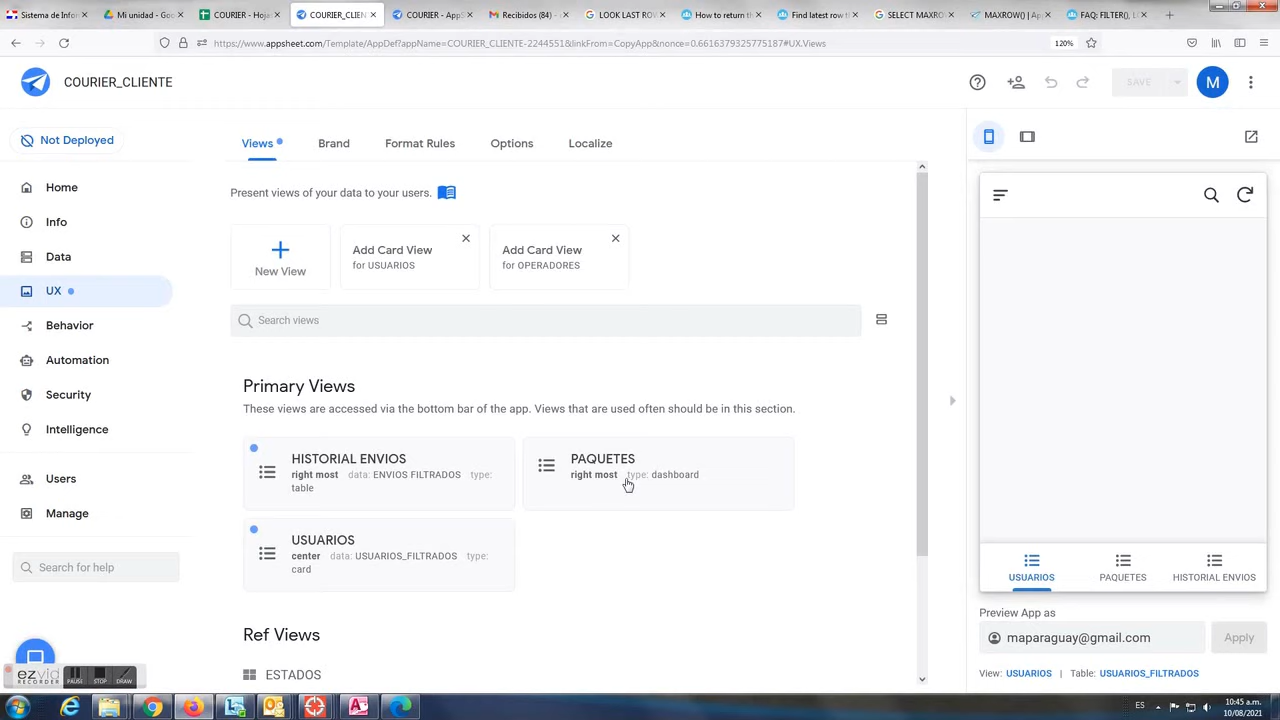 Sistema de Infor
Mi unidad - Goo
COURIER - Hoja
COURIER_CLIEN
COURIER - App:
Recibidos (80)
LOOK LAST ROW
How to return th
Find latest row th
SELECT MAXRO
MAXROW() | Ap
FAQ: FILTER(), L
https://www.appsheet.com/Template/AppDef?appName=COURIER_CLIENTE-2244551&linkFrom=CopyApp&nonce=0.6616379325775187#UX.Views
120%
COURIER_CLIENTE
SAVE
M
Not Deployed
Home
Info
Data
UX
Behavior
Automation
Security
Intelligence
Users
Manage
Search for help
Views
Brand
Format Rules
Options
Localize
Present views of your data to your users.
New View
Add Card View
for USUARIOS
Add Card View
for OPERADORES
Search views
Primary Views
These views are accessed via the bottom bar of the app. Views that are used often should be in this section.
HISTORIAL ENVIOS
right most data: ENVIOS FILTRADOS type:
table
PAQUETES
right most type: dashboard
USUARIOS
center data: USUARIOS_FILTRADOS type:
card
Ref Views
ESTADOS
USUARIOS
PAQUETES
HISTORIAL ENVIOS
Preview App as
maparaguay@gmail.com
Apply
View: USUARIOS | Table: USUARIOS_FILTRADOS
ezvid
RECORDER
PAUSE
STOP
DRAW
ES
10:45 a.m.
10/08/2021